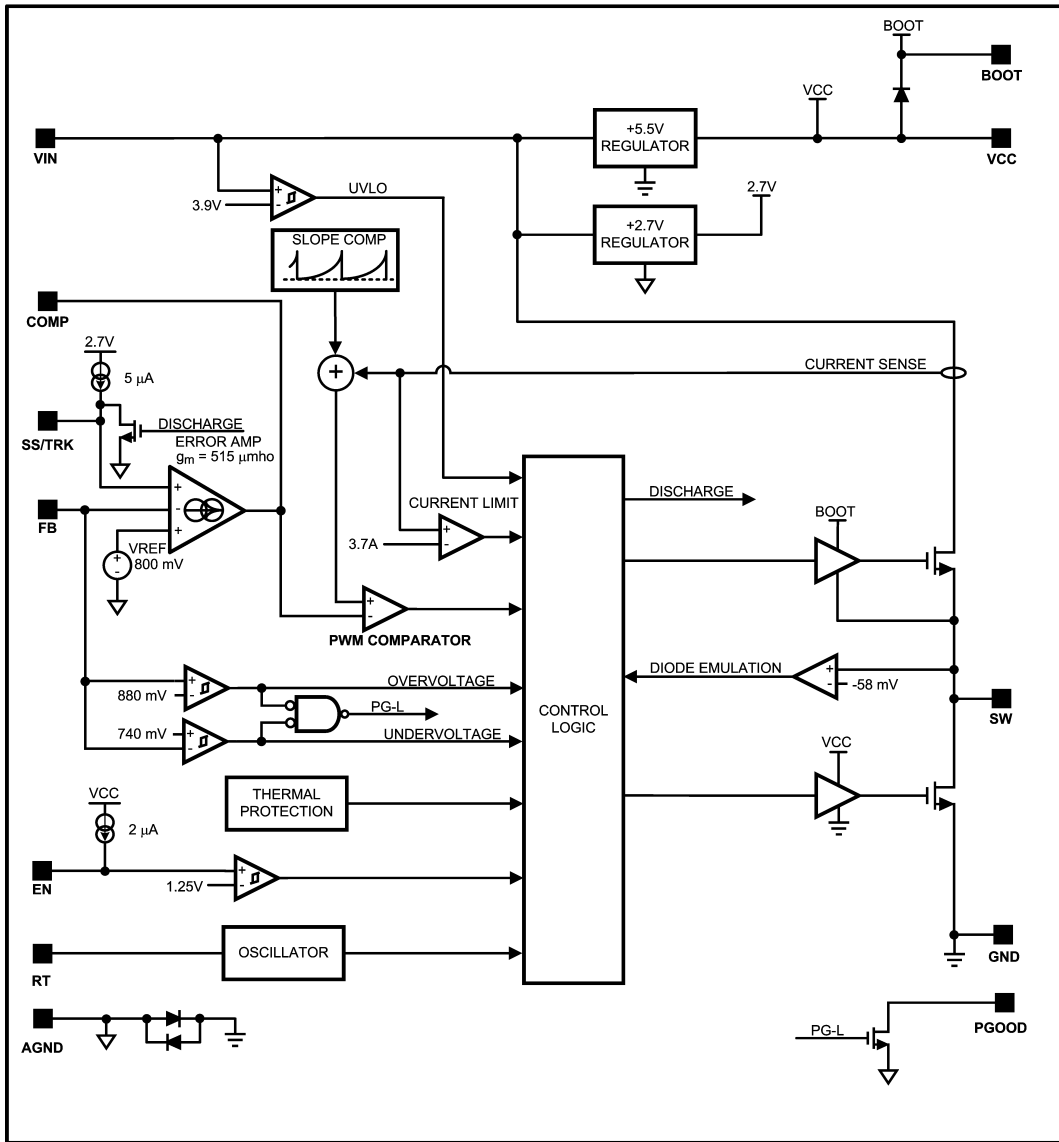 BOOT
BOOT
VCC
+5.5V
REGULATOR
VIN
VCC
UVLO
3.9V
+
-
2.7V
+2.7V
REGULATOR
SLOPE COMP
COMP
2.7V
5 μA
+
CURRENT SENSE
SS/TRK
DISCHARGE
ERROR AMP
gm = 515 μmho
+
-
+
FB
VREF
800 mV
+
-
CURRENT LIMIT
3.7A
+
-
DISCHARGE
BOOT
+
-
PWM COMPARATOR
DIODE EMULATION
+
-
-58 mV
880 mV
+
-
OVERVOLTAGE
PG-L
CONTROL
LOGIC
SW
740 mV
+
-
UNDERVOLTAGE
VCC
THERMAL
PROTECTION
VCC
2 μA
EN
1.25V
+
-
RT
OSCILLATOR
GND
AGND
PG-L
PGOOD